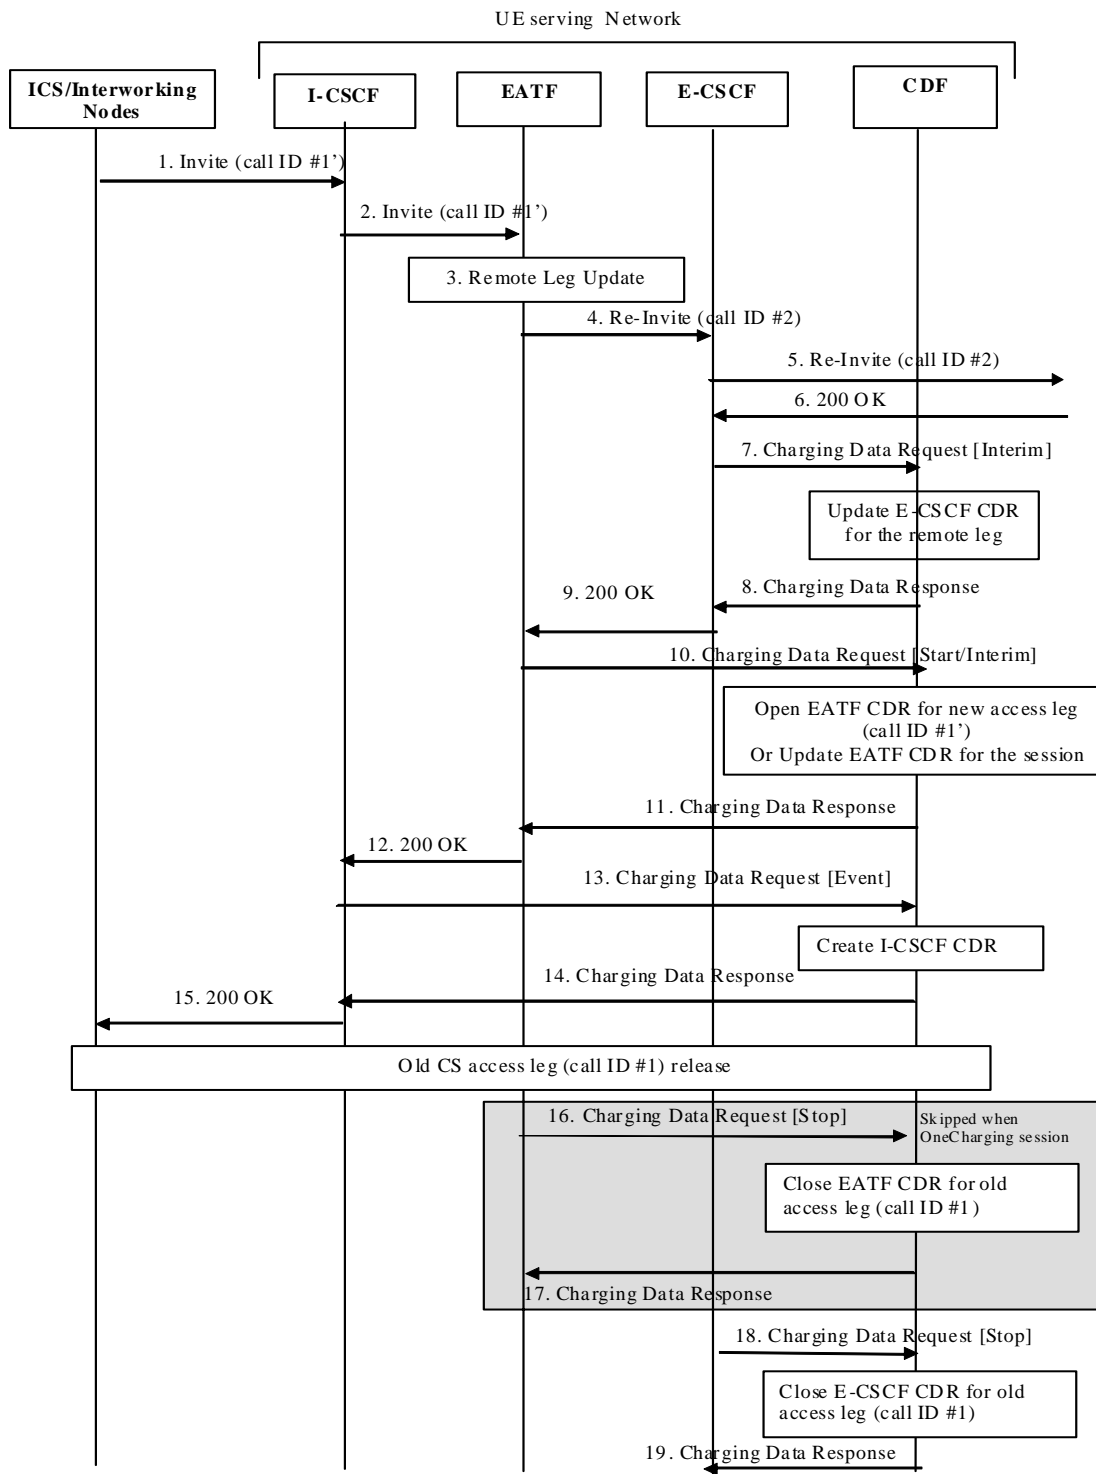 UE serving Network
ICS/Interworking
Nodes
I-CSCF
EATF
E-CSCF
CDF
1. Invite (call ID #1’)
2. Invite (call ID #1’)
3. Remote Leg Update
4. Re-Invite (call ID #2)
5. Re-Invite (call ID #2)
6. 200 OK
7. Charging Data Request [Interim]
Update E-CSCF CDR
for the remote leg
8. Charging Data Response
9. 200 OK
10. Charging Data Request [Start/Interim]
Open EATF CDR for new access leg
(call ID #1’)
Or Update EATF CDR for the session
11. Charging Data Response
12. 200 OK
13. Charging Data Request [Event]
Create I-CSCF CDR
14. Charging Data Response
15. 200 OK
Old CS access leg (call ID #1) release
16. Charging Data Request [Stop]
Skipped when
OneCharging session
Close EATF CDR for old
access leg (call ID #1)
17. Charging Data Response
18. Charging Data Request [Stop]
Close E-CSCF CDR for old
access leg (call ID #1)
19. Charging Data Response